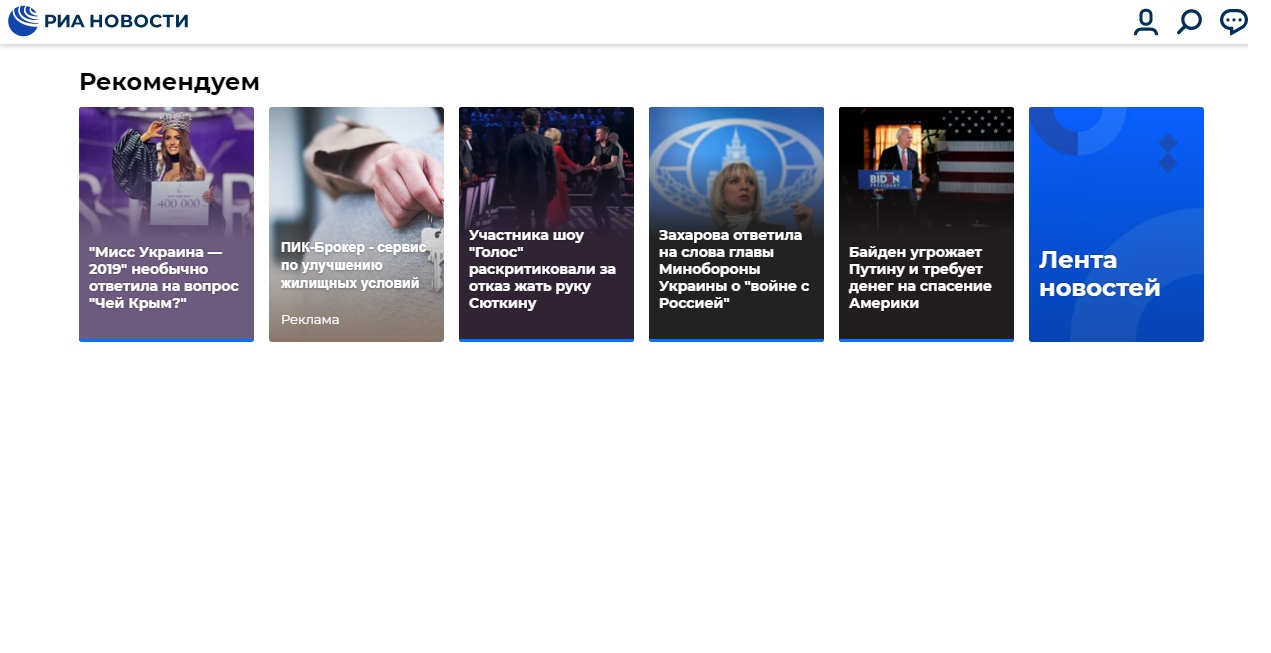 РИА НОВОСТИ
Рекомендуем
400 000
"Мисс Украина —
2019" необычно
ответила на вопрос
"Чей Крым?"
ПИК-Брокер - сервис
по улучшению
жилищных условий
Реклама
Участника шоу
"Голос"
раскритиковали за
отказ жать руку
Сюткину
Захарова ответила
на слова главы
Минобороны
Украины о "войне с
Россией"
BIDEN
PRESIDENT
Байден угрожает
Путину и требует
денег на спасение
Америки
Лента
новостей